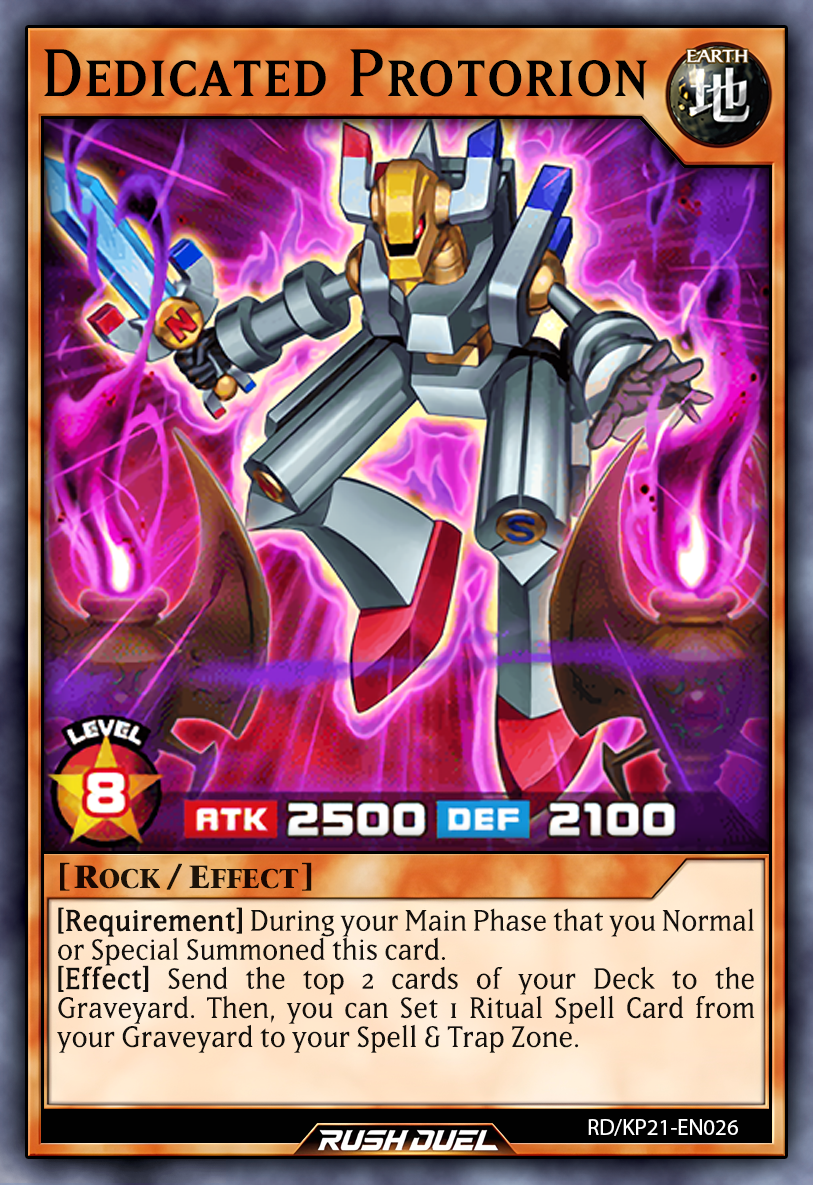 DEDICATED PROTORION
EARTH
地
N
N
S
LEVEL
8
ATK 2500 DEF 2100
[ROCK / EFFECT]
[Requirement] During your Main Phase that you Normal
or Special Summoned this card.
[Effect] Send the top 2 cards of your Deck to the
Graveyard. Then, you can Set 1 Ritual Spell Card from
your Graveyard to your Spell & Trap Zone.
RD/KP21-EN026
RUSH DUEL